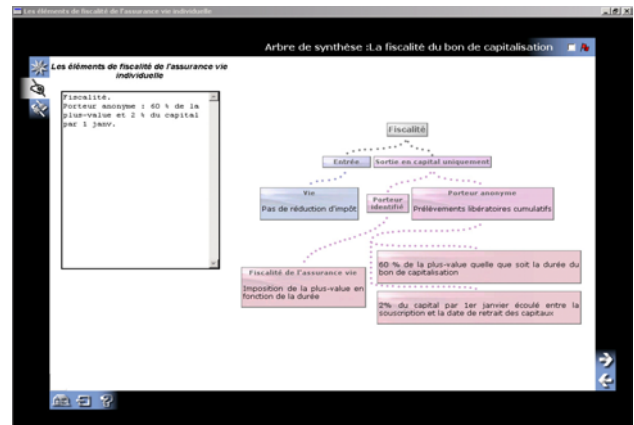 Les éléments de fiscalité de l'assurance vie individuelle
Arbre de synthèse :La fiscalité du bon de capitalisation
Les éléments de fiscalité de l'assurance vie
individuelle
Fiscalité.
Porteur anonyme : 60 % de la
plus-value et 2 % du capital
par 1 janv.
Fiscalité
Entrée
Sortie en capital uniquement
Vie
Pas de réduction d'impôt
Porteur
identifié
Porteur anonyme
Prélèvements libératoires cumulatifs
Fiscalité de l'assurance vie
Imposition de la plus-value en
fonction de la durée
60 % de la plus-value quelle que soit la durée du
bon de capitalisation
2% du capital par 1er janvier écoulé entre la
souscription et la date de retrait des capitaux